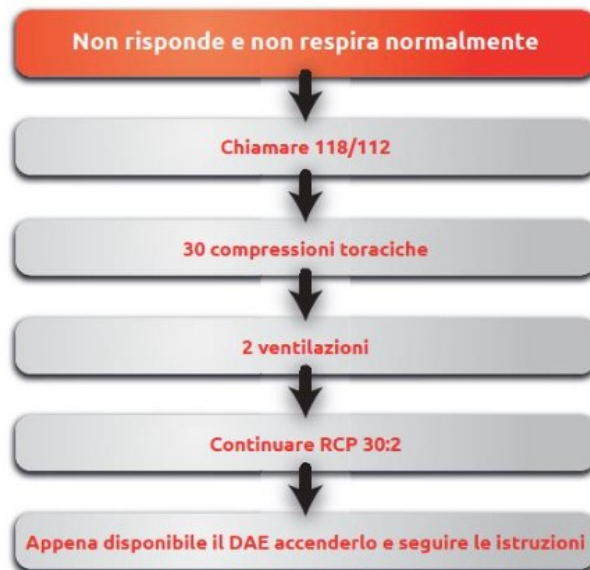 Non risponde e non respira normalmente
Chiamare 118/112
30 compressioni toraciche
2 ventilazioni
Continuare RCP 30:2
Appena disponibile il DAE accenderlo e seguire le istruzioni